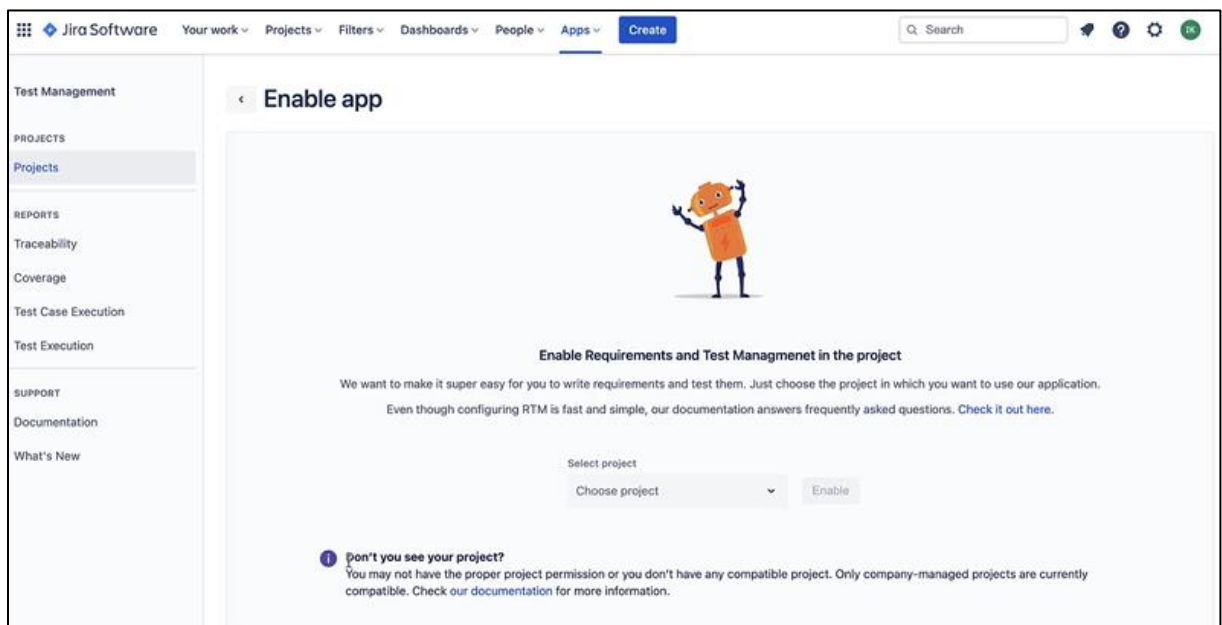 Jira Software Your work Projects Filters Dashboards People Apps Create Search IK
Test Management
PROJECTS
Projects
REPORTS
Traceability
Coverage
Test Case Execution
Test Execution
SUPPORT
Documentation
What's New
Enable app
Enable Requirements and Test Managmenet in the project
We want to make it super easy for you to write requirements and test them. Just choose the project in which you want to use our application.
Even though configuring RTM is fast and simple, our documentation answers frequently asked questions. Check it out here.
Select project
Choose project Enable
Don't you see your project?
You may not have the proper project permission or you don't have any compatible project. Only company-managed projects are currently
compatible. Check our documentation for more information.